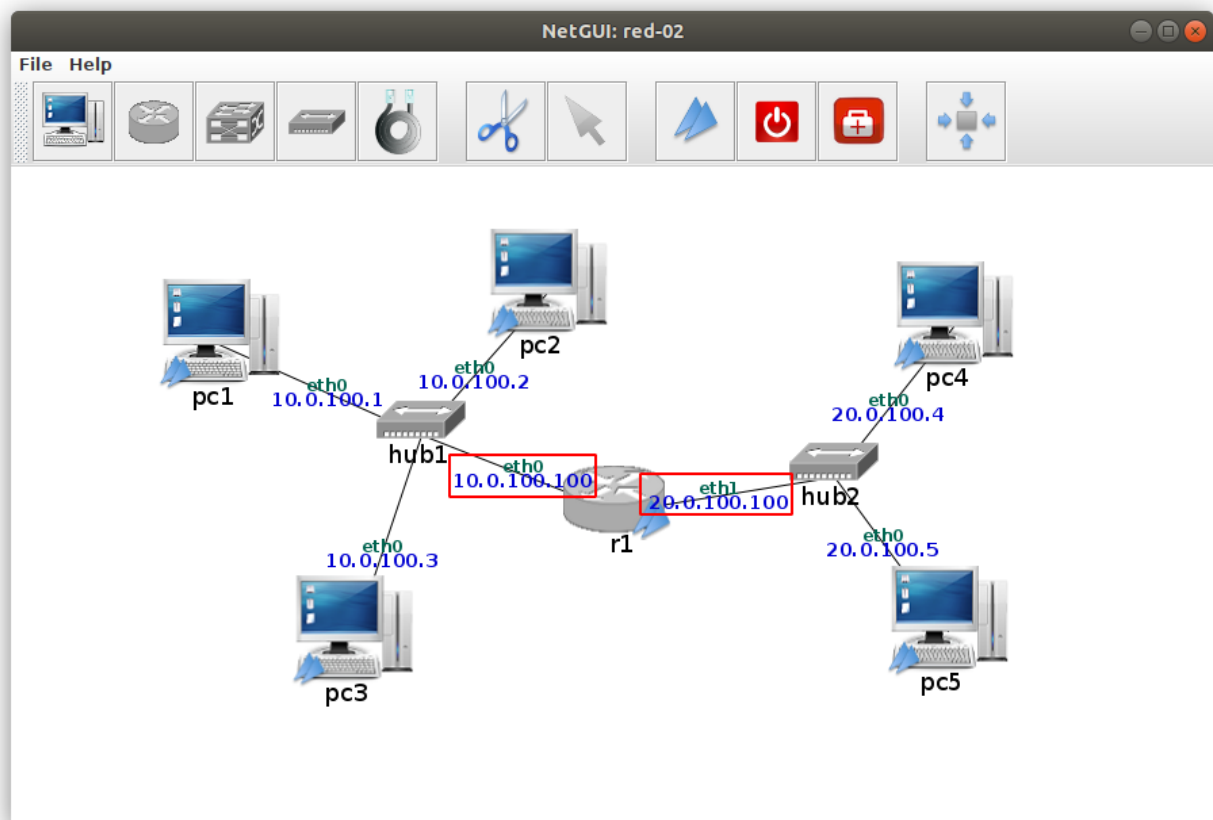 NetGUI: red-02
File Help
pc2
pc1
eth0
10.0.100.1
eth0
10.0.100.2
pc4
eth0
20.0.100.4
hub1
eth0
10.0.100.100
eth1
20.0.100.100
hub2
r1
eth0
10.0.100.3
eth0
20.0.100.5
pc3
pc5